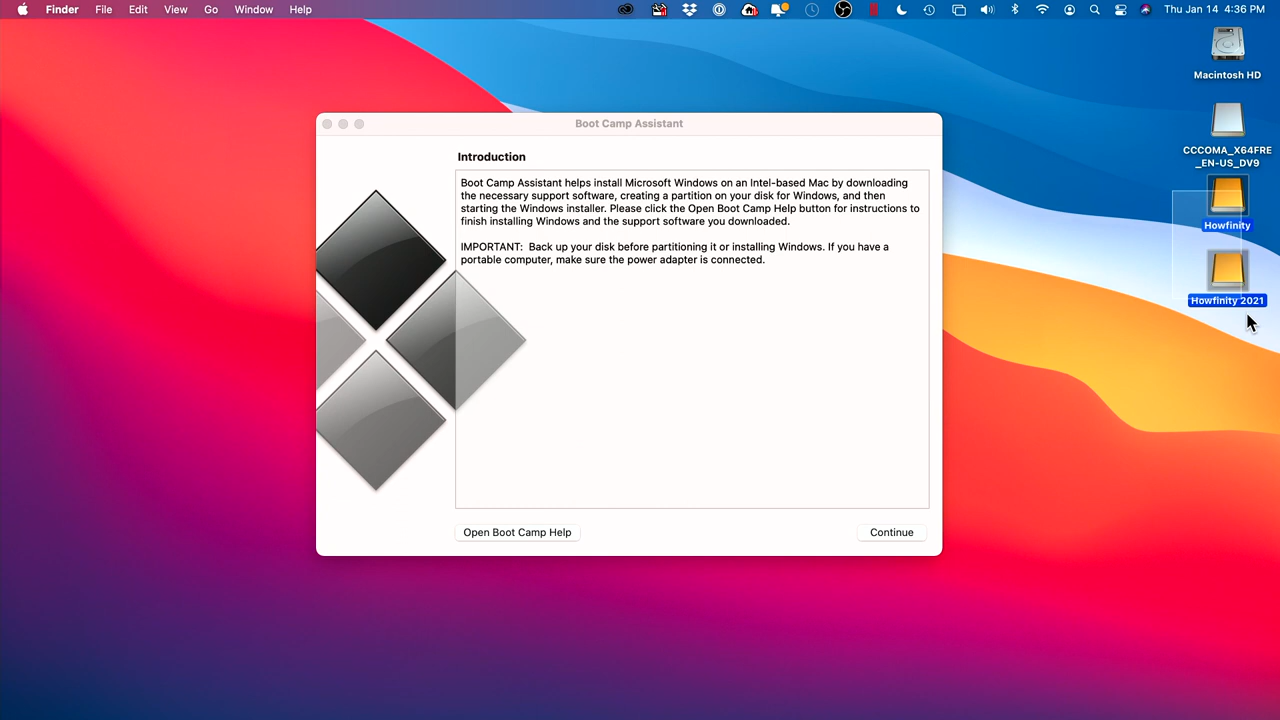 Finder File Edit View Go Window Help Thu Jan 14 4:36 PM
Macintosh HD
CCCOMA_X64FRE
_EN-US_DV9
Howfinity
Howfinity 2021
Boot Camp Assistant
Introduction
Boot Camp Assistant helps install Microsoft Windows on an Intel-based Mac by downloading
the necessary support software, creating a partition on your disk for Windows, and then
starting the Windows installer. Please click the Open Boot Camp Help button for instructions to
finish installing Windows and the support software you downloaded.
IMPORTANT: Back up your disk before partitioning it or installing Windows. If you have a
portable computer, make sure the power adapter is connected.
Open Boot Camp Help Continue